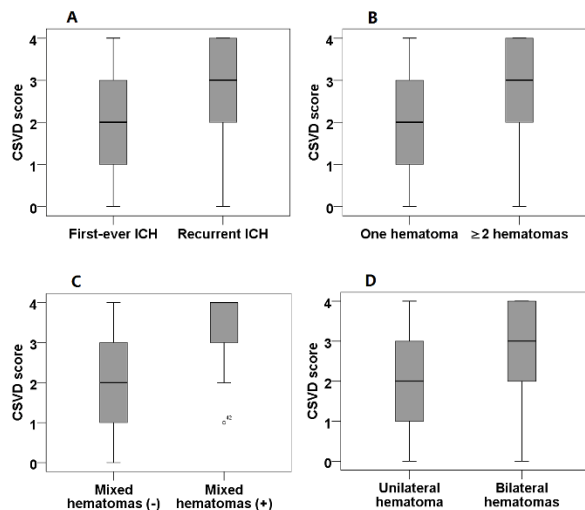 A
CSVD score
4
3
2
1
0
First-ever ICH
Recurrent ICH
B
CSVD score
4
3
2
1
0
One hematoma
≥2 hematomas
C
CSVD score
4
3
2
1
0
Mixed
hematomas (-)
Mixed
hematomas (+)
D
CSVD score
4
3
2
1
0
Unilateral
hematoma
Bilateral
hematomas